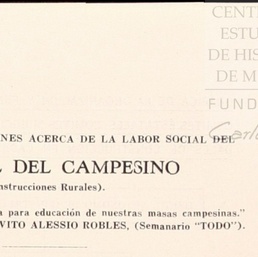 CENT
ESTU
DE HIS
DE M
FUND
Carl
NES ACERCA DE LA LABOR SOCIAL DEL
DEL CAMPESINO
nstrucciones Rurales).
para educación de nuestras masas campesinas."
VITO ALESSIO ROBLES, (Semanario "TODO").